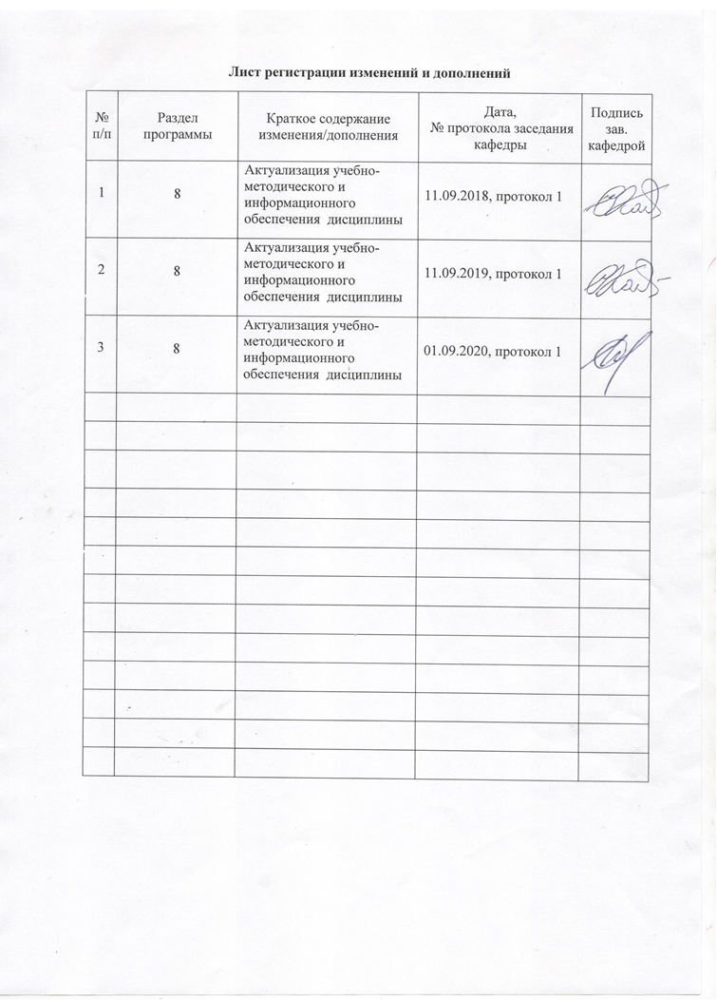 Лист регистрации изменений и дополнений
№
п/п
Раздел
программы
Краткое содержание
изменения/дополнения
Дата,
№ протокола заседания
кафедры
Подпись
зав.
кафедрой
1
8
Актуализация учебно-
методического и
информационного
обеспечения дисциплины
11.09.2018, протокол 1
2
8
Актуализация учебно-
методического и
информационного
обеспечения дисциплины
11.09.2019, протокол 1
3
8
Актуализация учебно-
методического и
информационного
обеспечения дисциплины
01.09.2020, протокол 1